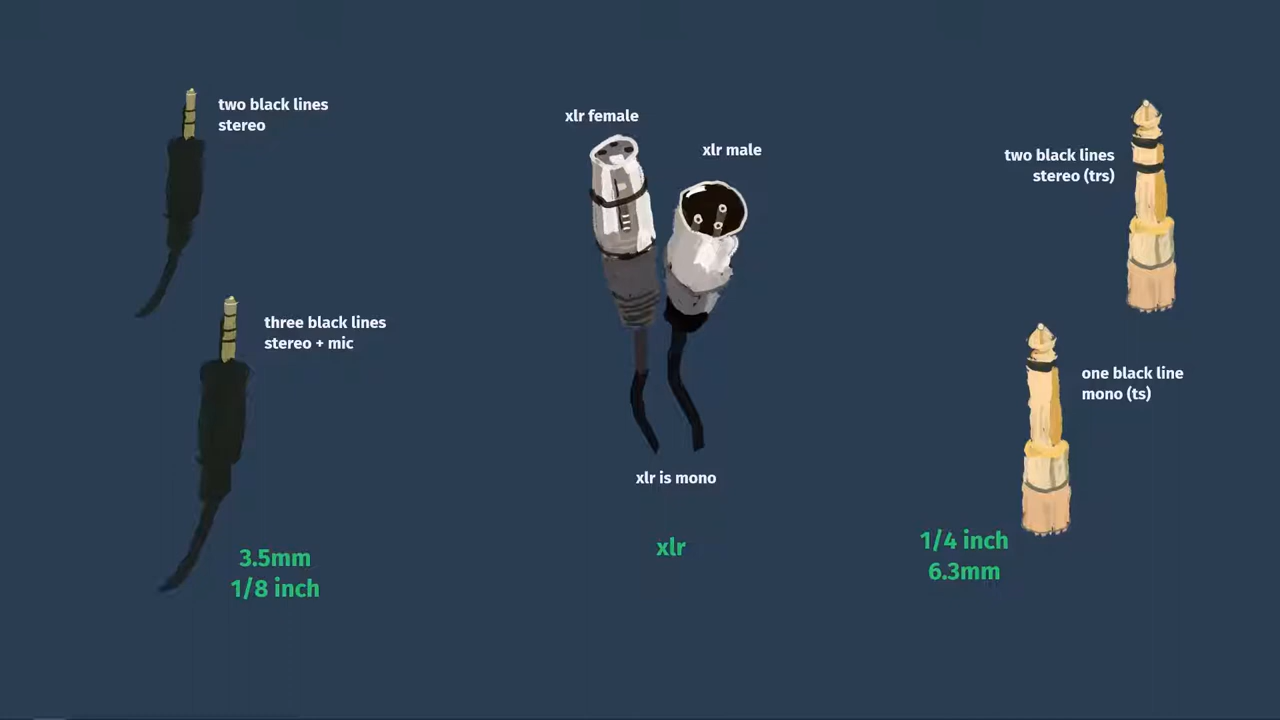 two black lines
stereo
three black lines
stereo + mic
3.5mm
1/8 inch
xlr female
xlr male
xlr is mono
xlr
two black lines
stereo (trs)
one black line
mono (ts)
1/4 inch
6.3mm